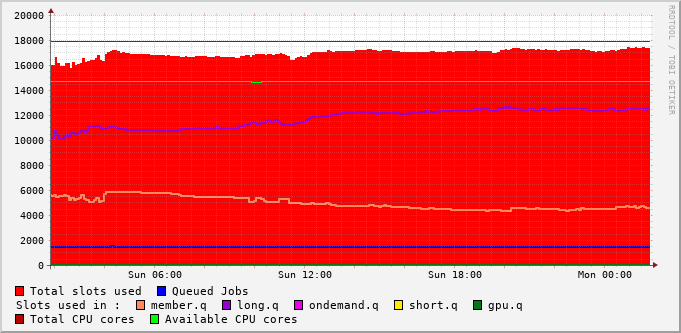 20000
18000
16000
14000
12000
10000
8000
6000
4000
2000
0
Sun 06:00 Sun 12:00 Sun 18:00 Mon 00:00
Total slots used Queued Jobs
Slots used in : member.q long.q ondemand.q short.q gpu.q
Total CPU cores Available CPU cores
RRDTOOL / TOBI OETIKER